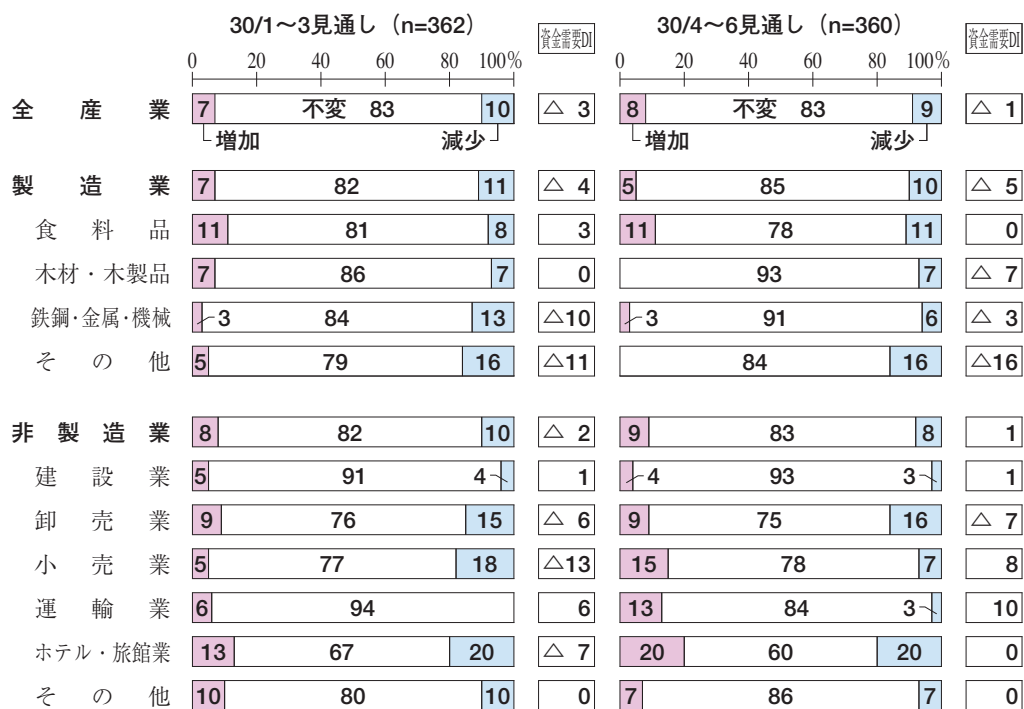 30/1～3見通し（n=362） 資金需要DI 30/4～6見通し（n=360） 資金需要DI
0 20 40 60 80 100% 0 20 40 60 80 100%
全産業 7 不変 83 10 △ 3 8 不変 83 9 △ 1
増加 減少 増加 減少
製造業 7 82 11 △ 4 5 85 10 △ 5
食料品 11 81 8 3 11 78 11 0
木材・木製品 7 86 7 0 93 7 △ 7
鉄鋼・金属・機械 3 84 13 △10 3 91 6 △ 3
その他 5 79 16 △11 84 16 △16
非製造業 8 82 10 △ 2 9 83 8 1
建設業 5 91 4 1 4 93 3 1
卸売業 9 76 15 △ 6 9 75 16 △ 7
小売業 5 77 18 △13 15 78 7 8
運輸業 6 94 6 13 84 3 10
ホテル・旅館業 13 67 20 △ 7 20 60 20 0
その他 10 80 10 0 7 86 7 0